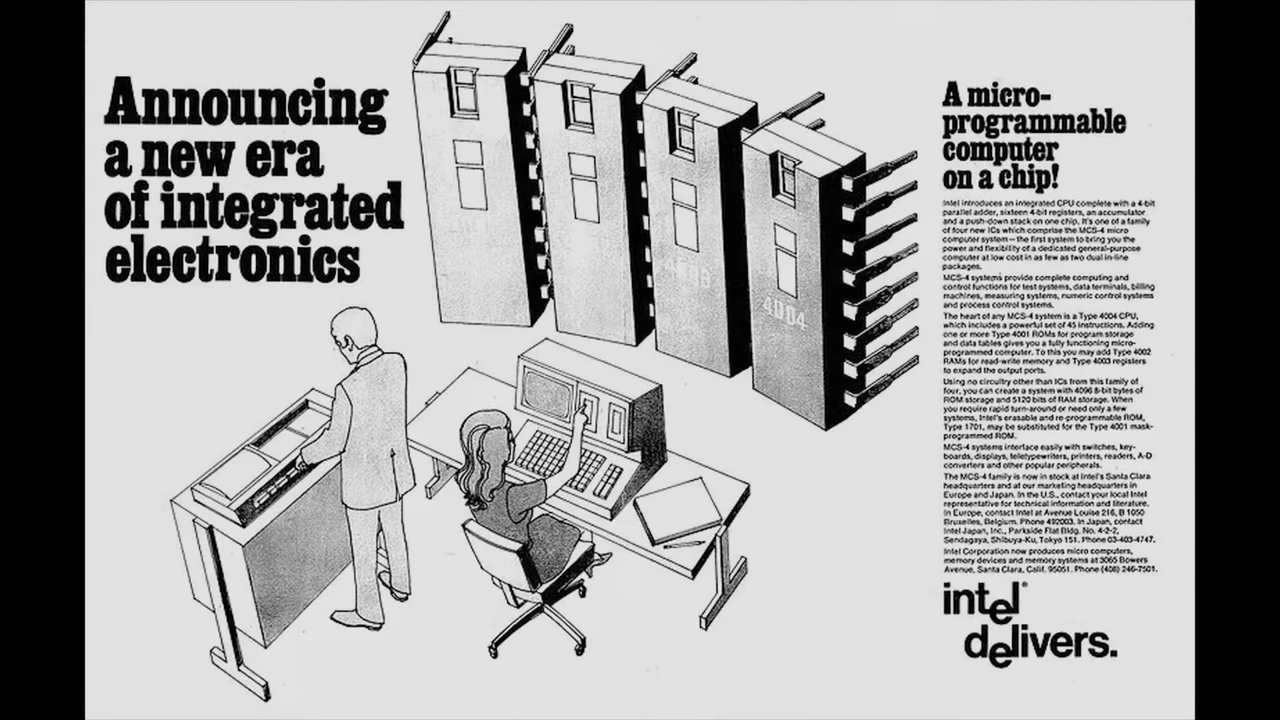 Announcing
a new era
of integrated
electronics
4004
A micro-
programmable
computer
on a chip!
Intel introduces an integrated CPU complete with a 4-bit
parallel adder, sixteen 4-bit registers, an accumulator
and a push-down stack on one chip. It's one of a family
of four new ICs which comprise the MCS-4 micro
computer system—the first system to bring you the
power and flexibility of a dedicated general-purpose
computer at low cost in as few as two dual in-line
packages.
MCS-4 systems provide complete computing and
control functions for test systems, data terminals, billing
machines, measuring systems, numeric control systems
and process control systems.
The heart of any MCS-4 system is a Type 4004 CPU,
which includes a powerful set of 45 instructions. Adding
one or more Type 4001 ROMs for program storage
and data tables gives you a fully functioning micro-
programmed computer. To this you may add Type 4002
RAMs for read-write memory and Type 4003 registers
to expand the output ports.
Using no circuitry other than ICs from this family of
four, you can create a system with 4096 8-bit bytes of
ROM storage and 5120 bits of RAM storage. When
you require rapid turn-around or need only a few
systems, Intel's erasable and re-programmable ROM,
Type 1701, may be substituted for the Type 4001 mask-
programmed ROM.
MCS-4 systems interface easily with switches, key-
boards, displays, teletypewriters, printers, readers, A-D
converters and other popular peripherals.
The MCS-4 family is now in stock at Intel's Santa Clara
headquarters and at our marketing headquarters in
Europe and Japan. In the U.S., contact your local Intel
representative for technical information and literature.
In Europe, contact Intel at Avenue Louise 216, B 1050
Bruxelles, Belgium. Phone 492003. In Japan, contact
Intel Japan, Inc., Parkside Flat Bldg. No. 4-2-2,
Sendagaya, Shibuya-Ku, Tokyo 151. Phone 03-403-4747.
Intel Corporation now produces micro computers,
memory devices and memory systems at 3065 Bowers
Avenue, Santa Clara, Calif. 95051. Phone (408) 246-7501.
intel®
delivers.